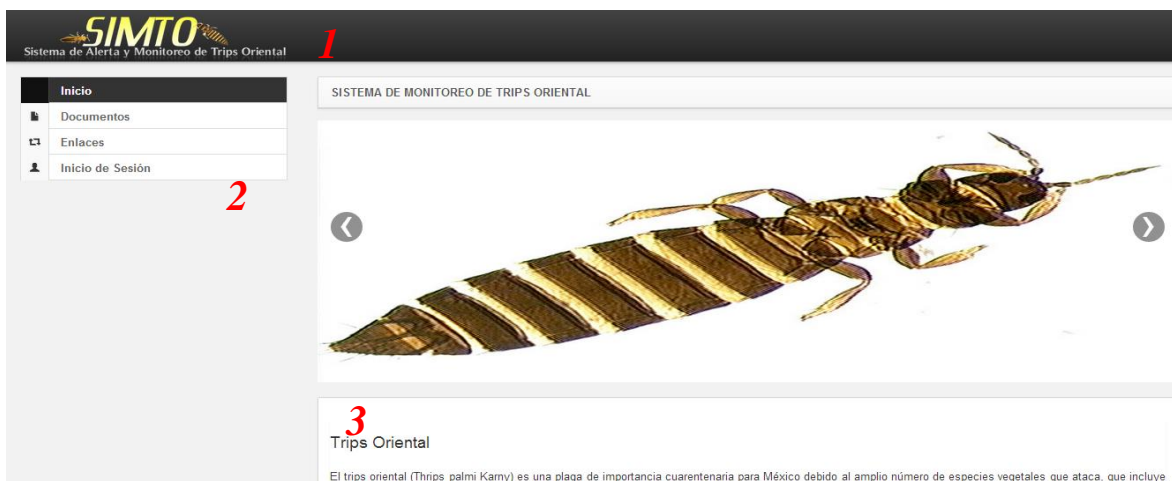 SIMTO
Sistema de Alerta y Monitoreo de Trips Oriental
1
Inicio
Documentos
Enlaces
Inicio de Sesión
2
SISTEMA DE MONITOREO DE TRIPS ORIENTAL
3
Trips Oriental
El trips oriental (Thrips palmi Karny) es una plaga de importancia cuarentenaria para México debido al amplio número de especies vegetales que ataca, que incluye